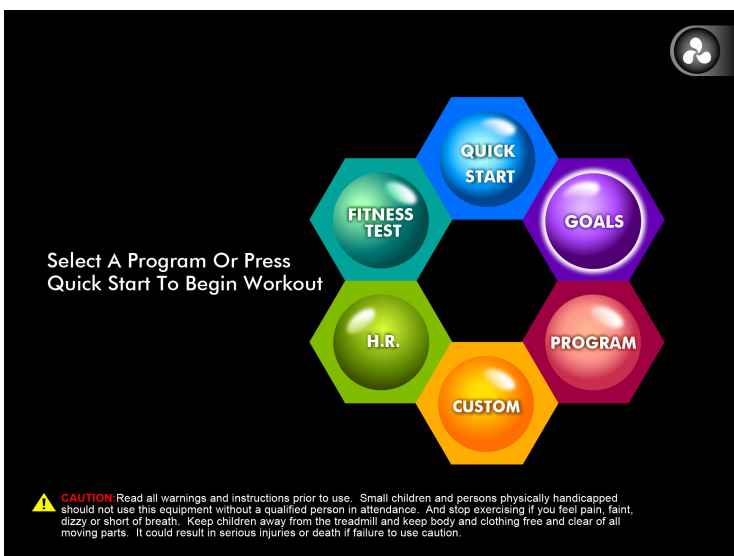 QUICK
START
FITNESS
TEST
GOALS
Select A Program Or Press
Quick Start To Begin Workout
H.R.
PROGRAM
CUSTOM
CAUTION:Read all warnings and instructions prior to use. Small children and persons physically handicapped
should not use this equipment without a qualified person in attendance. And stop exercising if you feel pain, faint,
dizzy or short of breath. Keep children away from the treadmill and keep body and clothing free and clear of all
moving parts. It could result in serious injuries or death if failure to use caution.